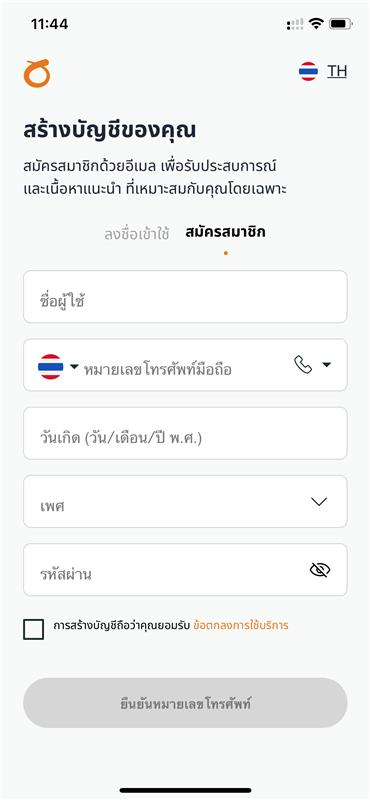 11:44
TH
สร้างบัญชีของคุณ
สมัครสมาชิกด้วยอีเมล เพื่อรับประสบการณ์
และเนื้อหาแนะนำ ที่เหมาะสมกับคุณโดยเฉพาะ
ลงชื่อเข้าใช้ สมัครสมาชิก
ชื่อผู้ใช้
หมายเลขโทรศัพท์มือถือ
วันเกิด (วัน/เดือน/ปี พ.ศ.)
เพศ
รหัสผ่าน
การสร้างบัญชีถือว่าคุณยอมรับ ข้อตกลงการใช้บริการ
ยืนยันหมายเลขโทรศัพท์